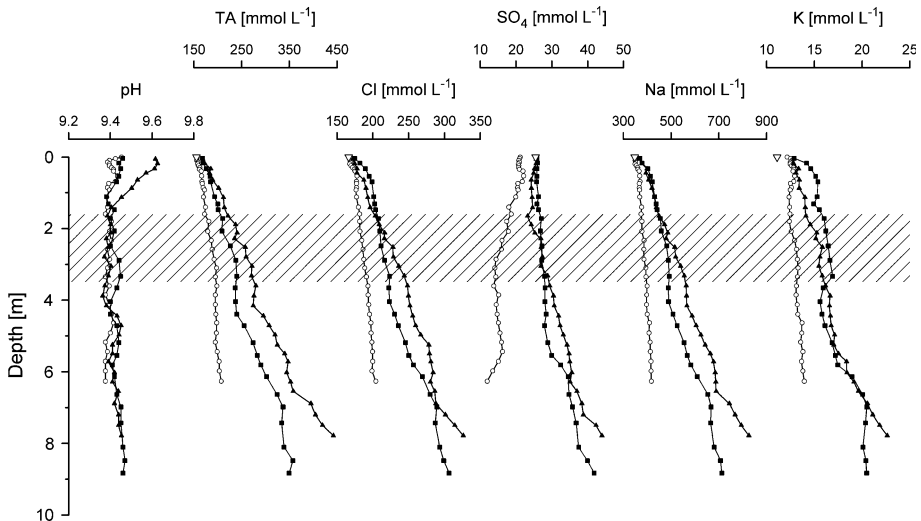 TA [mmol L⁻¹]
SO₄ [mmol L⁻¹]
K [mmol L⁻¹]
150 250 350 450
10 20 30 40 50
10 15 20 25
pH
Cl [mmol L⁻¹]
Na [mmol L⁻¹]
9.2 9.4 9.6 9.8
150 200 250 300 350
300 500 700 900
Depth [m]
0
2
4
6
8
10